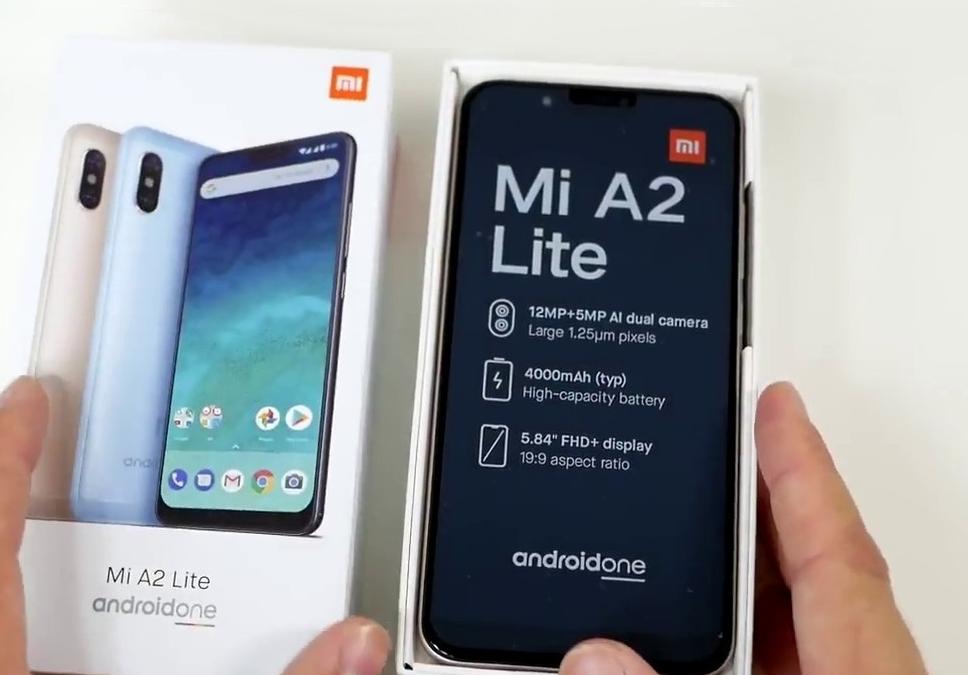 mi
androidone
Mi A2 Lite
androidone
mi
Mi A2
Lite
12MP+5MP AI dual camera
Large 1.25µm pixels
4000mAh (typ)
High-capacity battery
5.84" FHD+ display
19:9 aspect ratio
androidone